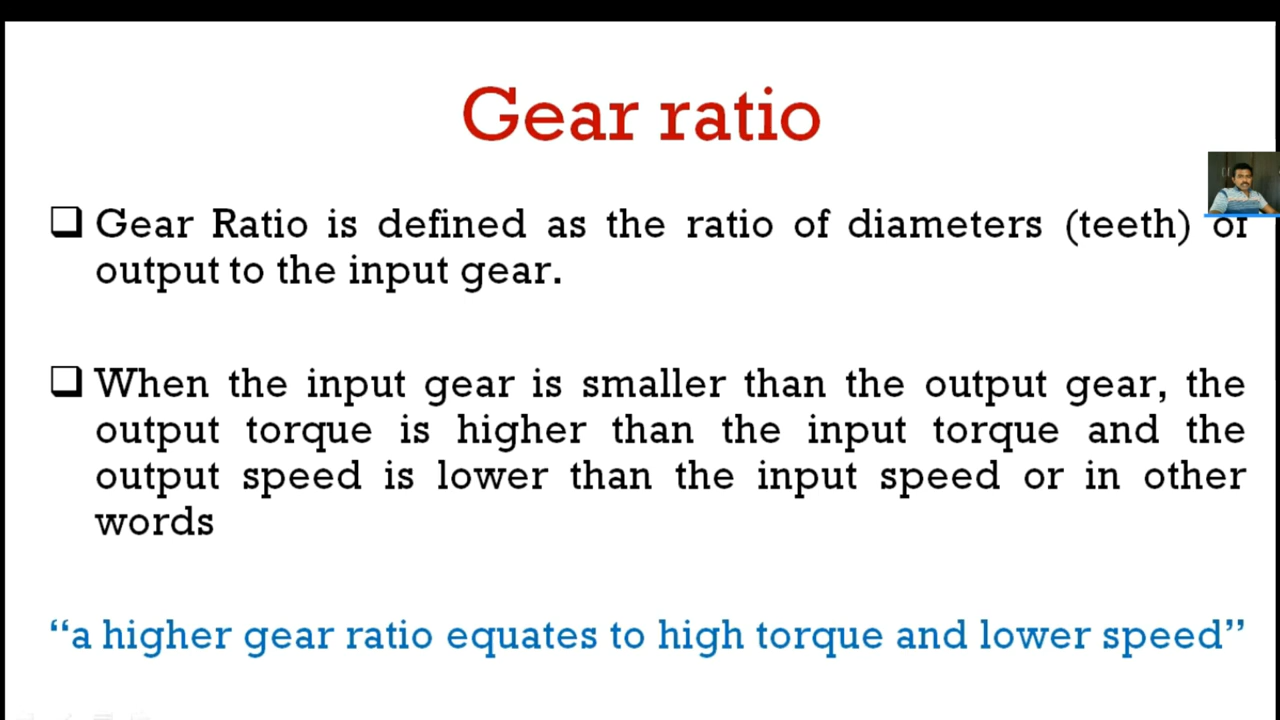 Gear ratio
❑ Gear Ratio is defined as the ratio of diameters (teeth) of
output to the input gear.
❑ When the input gear is smaller than the output gear, the
output torque is higher than the input torque and the
output speed is lower than the input speed or in other
words
“a higher gear ratio equates to high torque and lower speed”